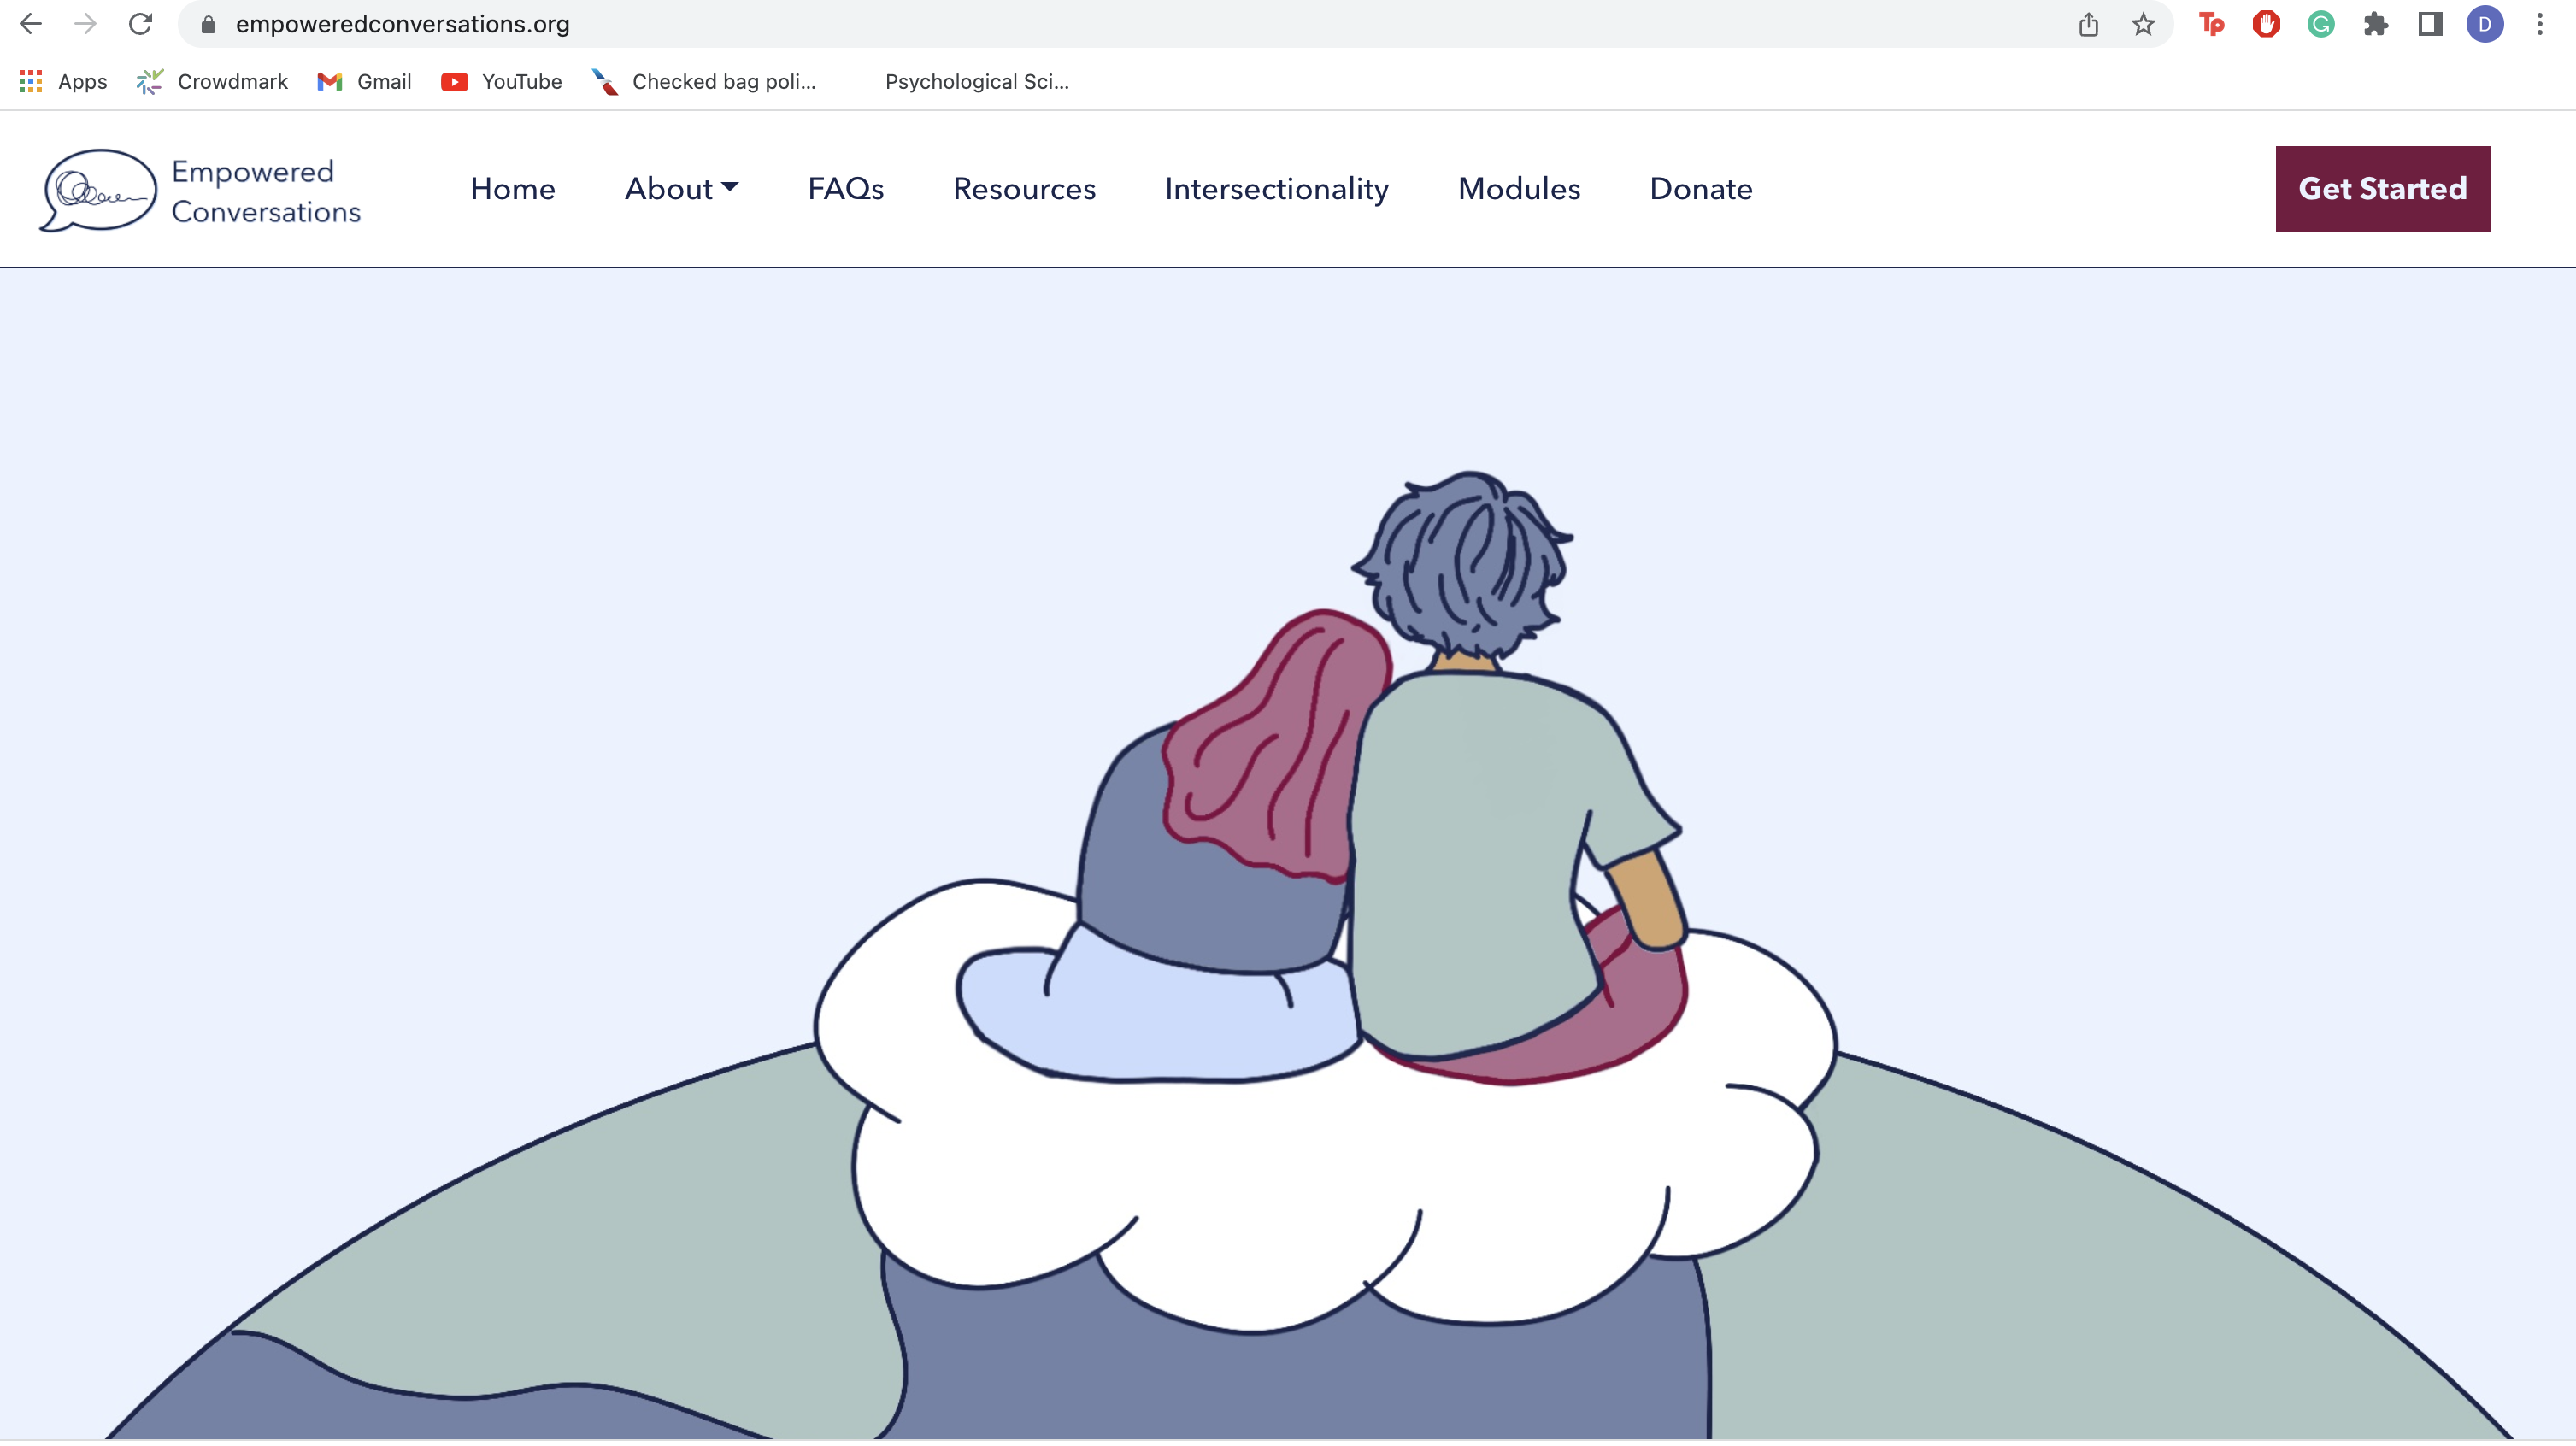 empoweredconversations.org
Tp
G
D
Apps Crowdmark Gmail YouTube Checked bag poli... Psychological Sci...
Empowered
Conversations
Home About FAQs Resources Intersectionality Modules Donate
Get Started